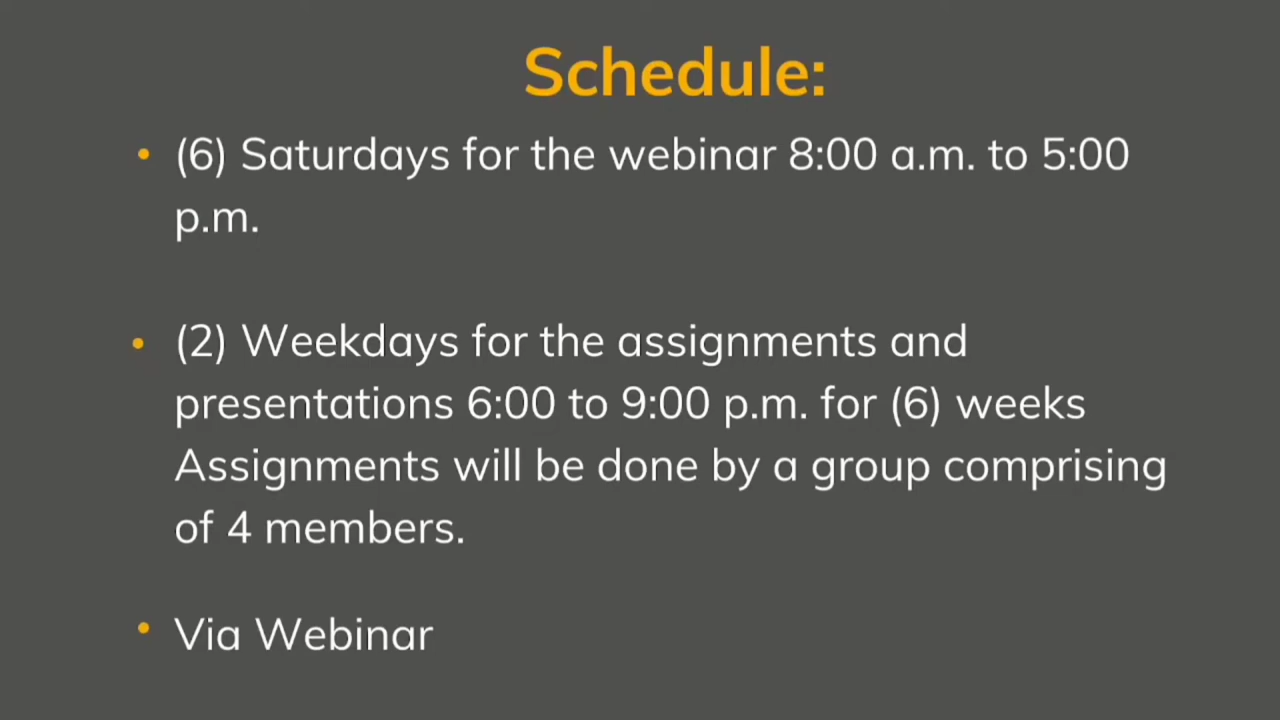 Schedule:
• (6) Saturdays for the webinar 8:00 a.m. to 5:00
p.m.
• (2) Weekdays for the assignments and
presentations 6:00 to 9:00 p.m. for (6) weeks
Assignments will be done by a group comprising
of 4 members.
• Via Webinar